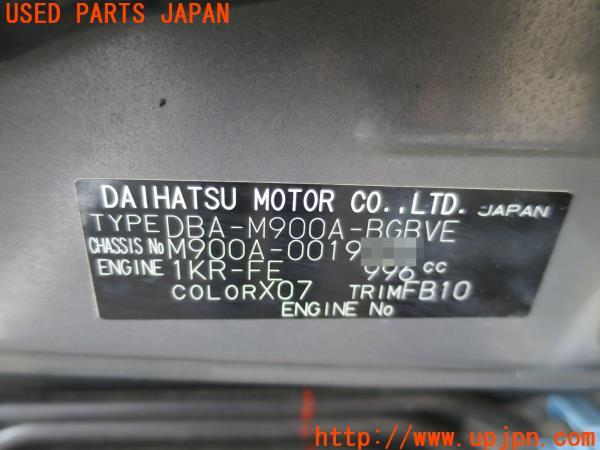 USED PARTS JAPAN
DAIHATSU MOTOR CO.,LTD. JAPAN
TYPE DBA-M900A-BGBVE
CHASSIS No M900A-0019
ENGINE 1KR-FE 996 cc
COLOR X07 TRIM FB10
ENGINE No
http://www.upjpn.com